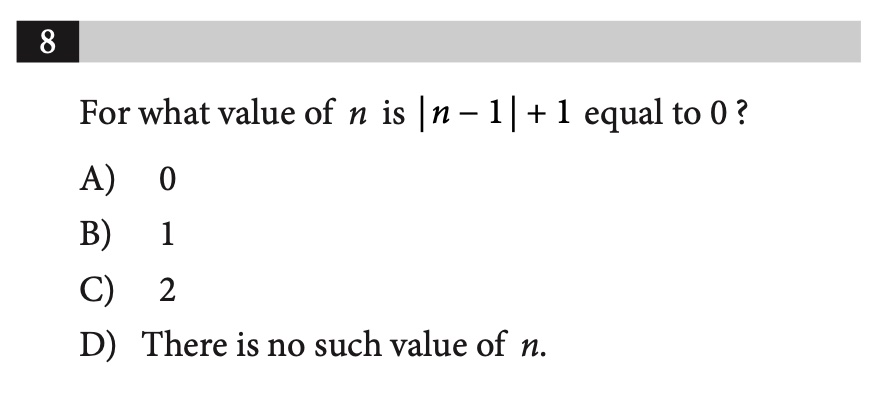 8
For what value of n is |n − 1| + 1 equal to 0 ?
A) 0
B) 1
C) 2
D) There is no such value of n.